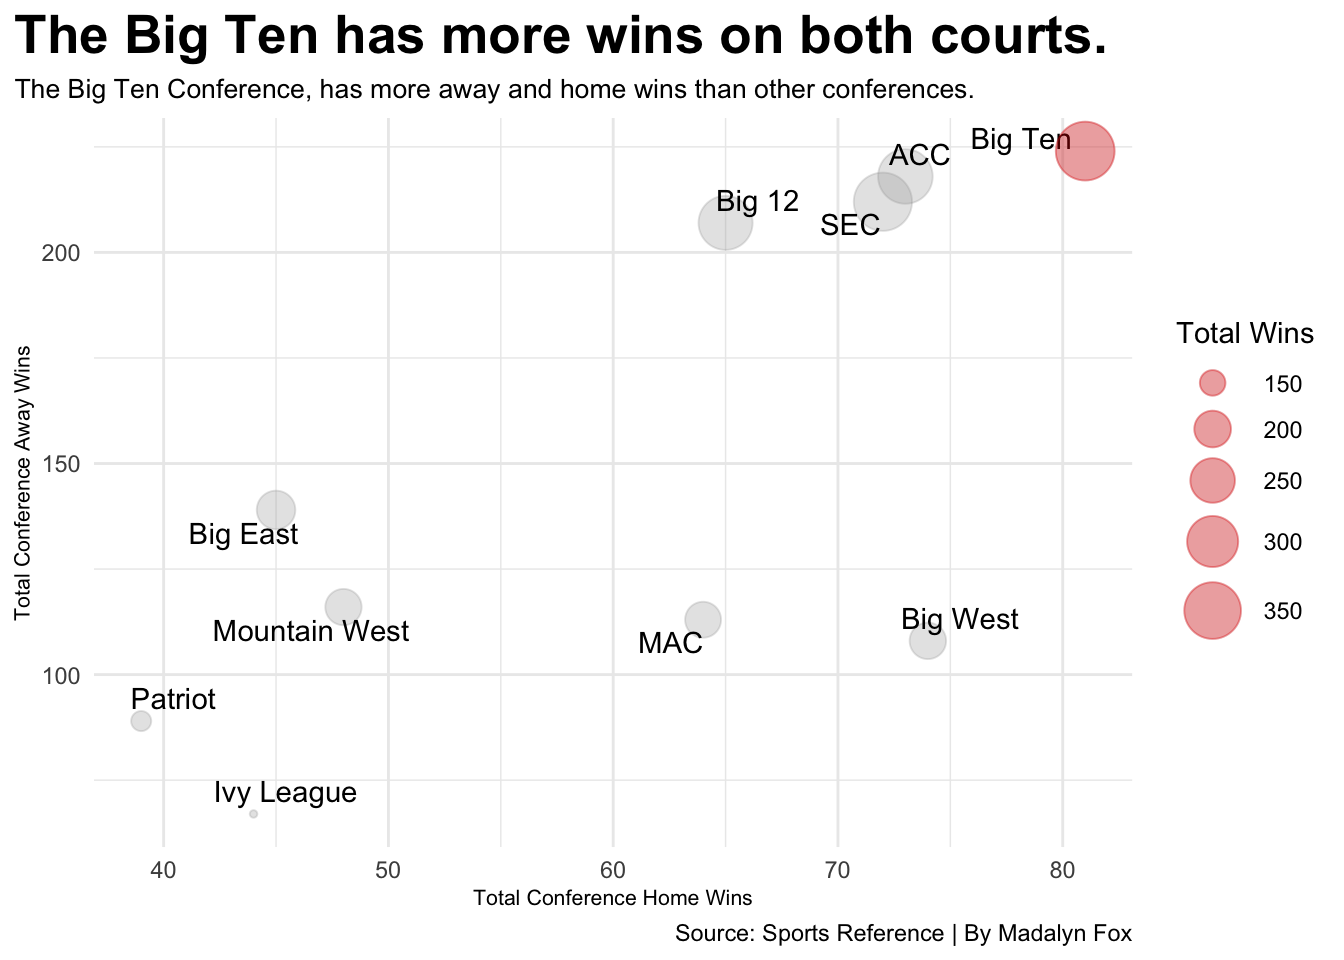 The Big Ten has more wins on both courts.
The Big Ten Conference, has more away and home wins than other conferences.
Big Ten
ACC
Big 12
SEC
200
Total Wins
150
200
250
300
350
Total Conference Away Wins
150
Big East
Mountain West
MAC
Big West
100
Patriot
Ivy League
40
50
60
70
80
Total Conference Home Wins
Source: Sports Reference | By Madalyn Fox